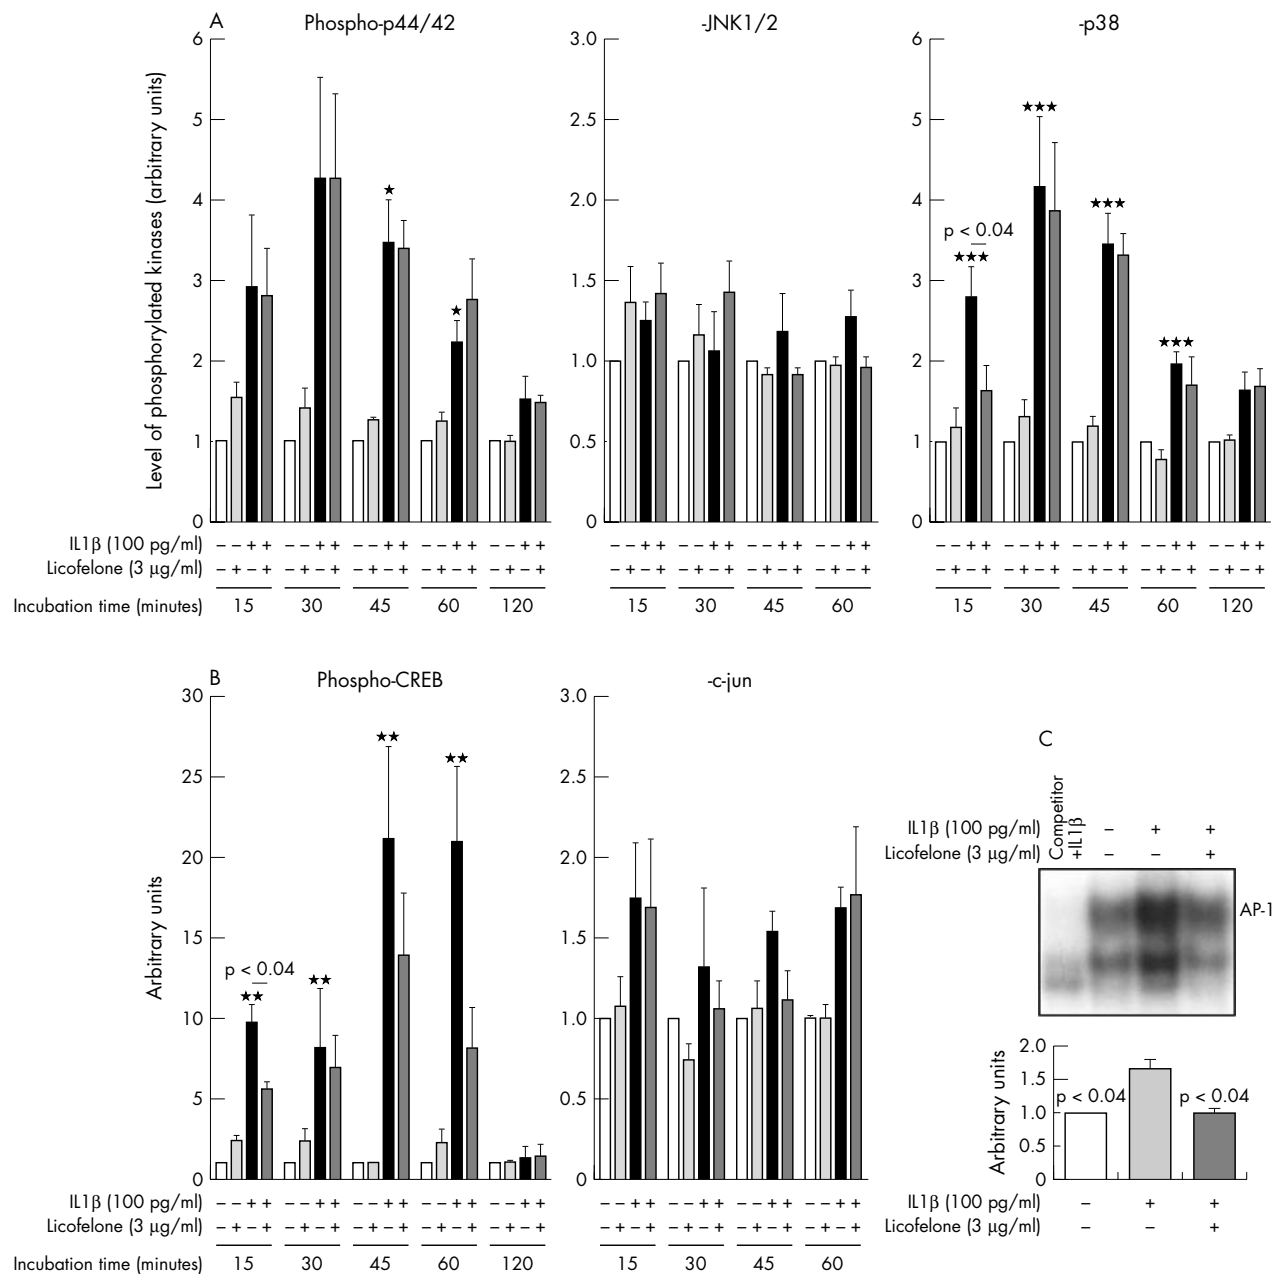 A
Phospho-p44/42
-JNK1/2
-p38
Level of phosphorylated kinases (arbitrary units)
6
5
4
3
2
1
0
3.0
2.5
2.0
1.5
1.0
0.5
0
6
5
4
3
2
1
0
★
★
p < 0.04
★★★
★★★
★★★
★★★
IL1β (100 pg/ml) – – + + – – + + – – + + – – + + – – + +
Licofelone (3 µg/ml) – + – + – + – + – + – + – + – + – + – +
Incubation time (minutes) 15 30 45 60 120
– – + + – – + + – – + + – – + +
– + – + – + – + – + – + – + – +
15 30 45 60
– – + + – – + + – – + + – – + + – – + +
– + – + – + – + – + – + – + – + – + – +
15 30 45 60 120
B
Phospho-CREB
-c-jun
Arbitrary units
30
25
20
15
10
5
0
3.0
2.5
2.0
1.5
1.0
0.5
0
p < 0.04
★★
★★
★★
★★
IL1β (100 pg/ml) – – + + – – + + – – + + – – + + – – + +
Licofelone (3 µg/ml) – + – + – + – + – + – + – + – + – + – +
Incubation time (minutes) 15 30 45 60 120
– – + + – – + + – – + + – – + +
– + – + – + – + – + – + – + – +
15 30 45 60
C
Competitor
+IL1β
IL1β (100 pg/ml) – + +
Licofelone (3 µg/ml) – – +
AP-1
Arbitrary units
2.0
1.5
1.0
0.5
0
p < 0.04
p < 0.04
IL1β (100 pg/ml) – + +
Licofelone (3 µg/ml) – – +